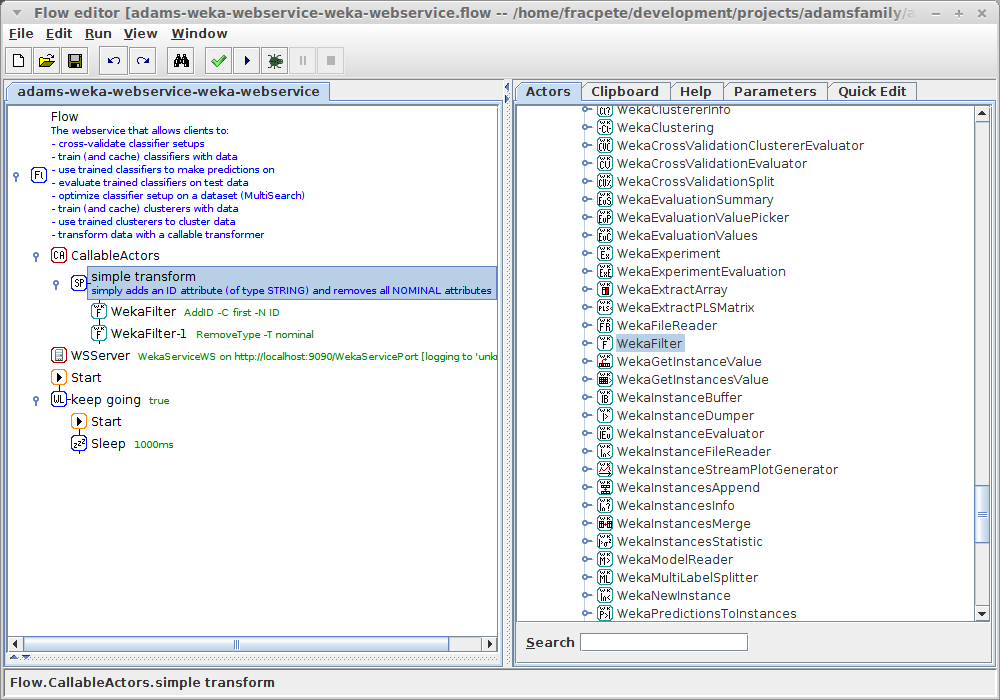 Flow editor [adams-weka-webservice-weka-webservice.flow -- /home/fracpete/development/projects/adamsfamily/
File Edit Run View Window
adams-weka-webservice-weka-webservice
Flow
The webservice that allows clients to:
- cross-validate classifier setups
- train (and cache) classifiers with data
- use trained classifiers to make predictions on
- evaluate trained classifiers on test data
- optimize classifier setup on a dataset (MultiSearch)
- train (and cache) clusterers with data
- use trained clusterers to cluster data
- transform data with a callable transformer
CallableActors
simple transform
simply adds an ID attribute (of type STRING) and removes all NOMINAL attributes
WekaFilter AddID -C first -N ID
WekaFilter-1 RemoveType -T nominal
WSServer WekaServiceWS on http://localhost:9090/WekaServicePort [logging to 'unk
Start
keep going true
Start
Sleep 1000ms
Actors Clipboard Help Parameters Quick Edit
WekaClustererInfo
WekaClustering
WekaCrossValidationClustererEvaluator
WekaCrossValidationEvaluator
WekaCrossValidationSplit
WekaEvaluationSummary
WekaEvaluationValuePicker
WekaEvaluationValues
WekaExperiment
WekaExperimentEvaluation
WekaExtractArray
WekaExtractPLSMatrix
WekaFileReader
WekaFilter
WekaGetInstanceValue
WekaGetInstancesValue
WekaInstanceBuffer
WekaInstanceDumper
WekaInstanceEvaluator
WekaInstanceFileReader
WekaInstanceStreamPlotGenerator
WekaInstancesAppend
WekaInstancesInfo
WekaInstancesMerge
WekaInstancesStatistic
WekaModelReader
WekaMultiLabelSplitter
WekaNewInstance
WekaPredictionsToInstances
Search
Flow.CallableActors.simple transform